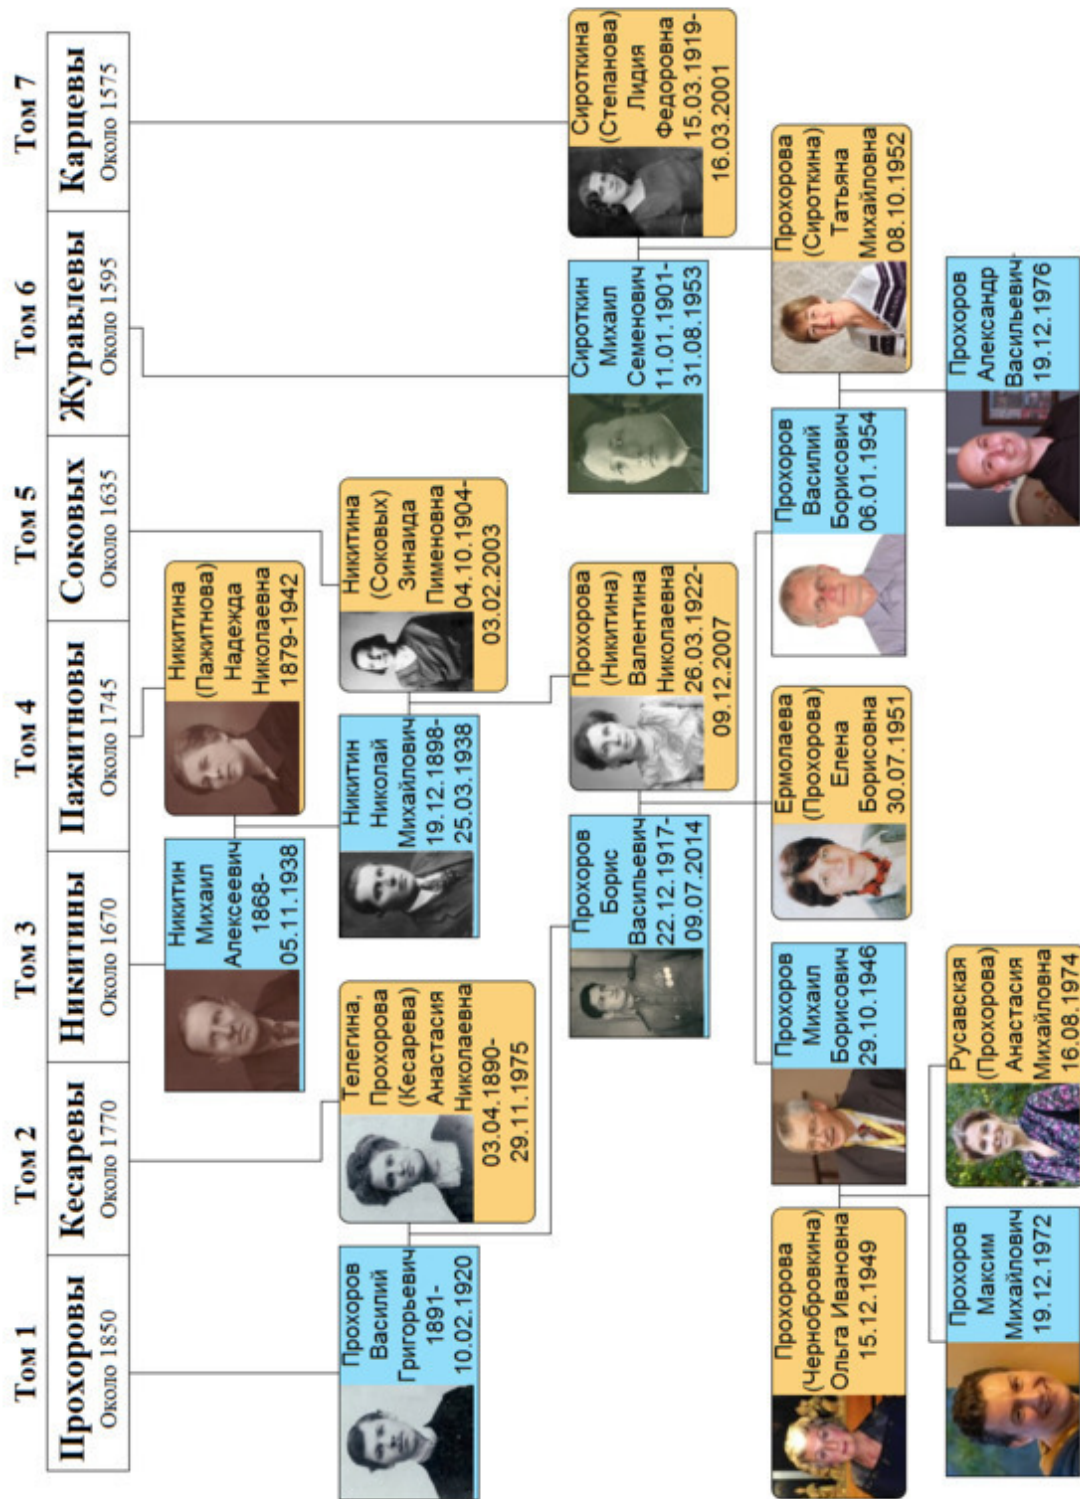 Том 1
Том 2
Том 3
Том 4
Том 5
Том 6
Том 7
Прохоровы
Около 1850
Кесаревы
Около 1770
Никитины
Около 1670
Пажитновы
Около 1745
Соковых
Около 1635
Журавлевы
Около 1595
Карцевы
Около 1575
Никитин
Михаил
Алексеевич
1868-
05.11.1938
Никитина
(Пажитнова)
Надежда
Николаевна
1879-1942
Прохоров
Василий
Григорьевич
1891-
10.02.1920
Телегина,
Прохорова
(Кесарева)
Анастасия
Николаевна
03.04.1890-
29.11.1975
Никитин
Николай
Михайлович
19.12.1898-
25.03.1938
Никитина
(Соковых)
Зинаида
Пименовна
04.10.1904-
03.02.2003
Прохоров
Борис
Васильевич
22.12.1917-
09.07.2014
Прохорова
(Никитина)
Валентина
Николаевна
26.03.1922-
09.12.2007
Сироткин
Михаил
Семенович
11.01.1901-
31.08.1953
Сироткина
(Степанова)
Лидия
Федоровна
15.03.1919-
16.03.2001
Прохорова
(Чернобровкина)
Ольга Ивановна
15.12.1949
Прохоров
Михаил
Борисович
29.10.1946
Ермолаева
(Прохорова)
Елена
Борисовна
30.07.1951
Прохоров
Василий
Борисович
06.01.1954
Прохорова
(Сироткина)
Татьяна
Михайловна
08.10.1952
Прохоров
Максим
Михайлович
19.12.1972
Русавская
(Прохорова)
Анастасия
Михайловна
16.08.1974
Прохоров
Александр
Васильевич
19.12.1976